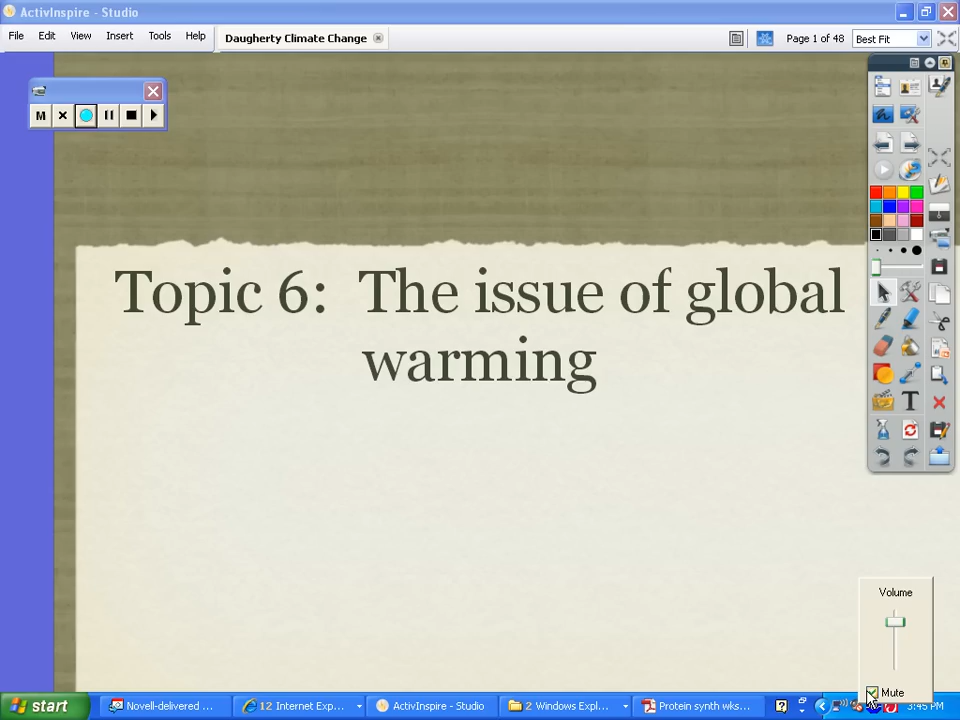 ActivInspire - Studio
File Edit View Insert Tools Help
Daugherty Climate Change
Page 1 of 48
Best Fit
M
Topic 6: The issue of global
warming
T
Volume
Mute
start
Novell-delivered ...
12 Internet Exp...
ActivInspire - Studio
2 Windows Expl...
Protein synth wks...
3:45 PM